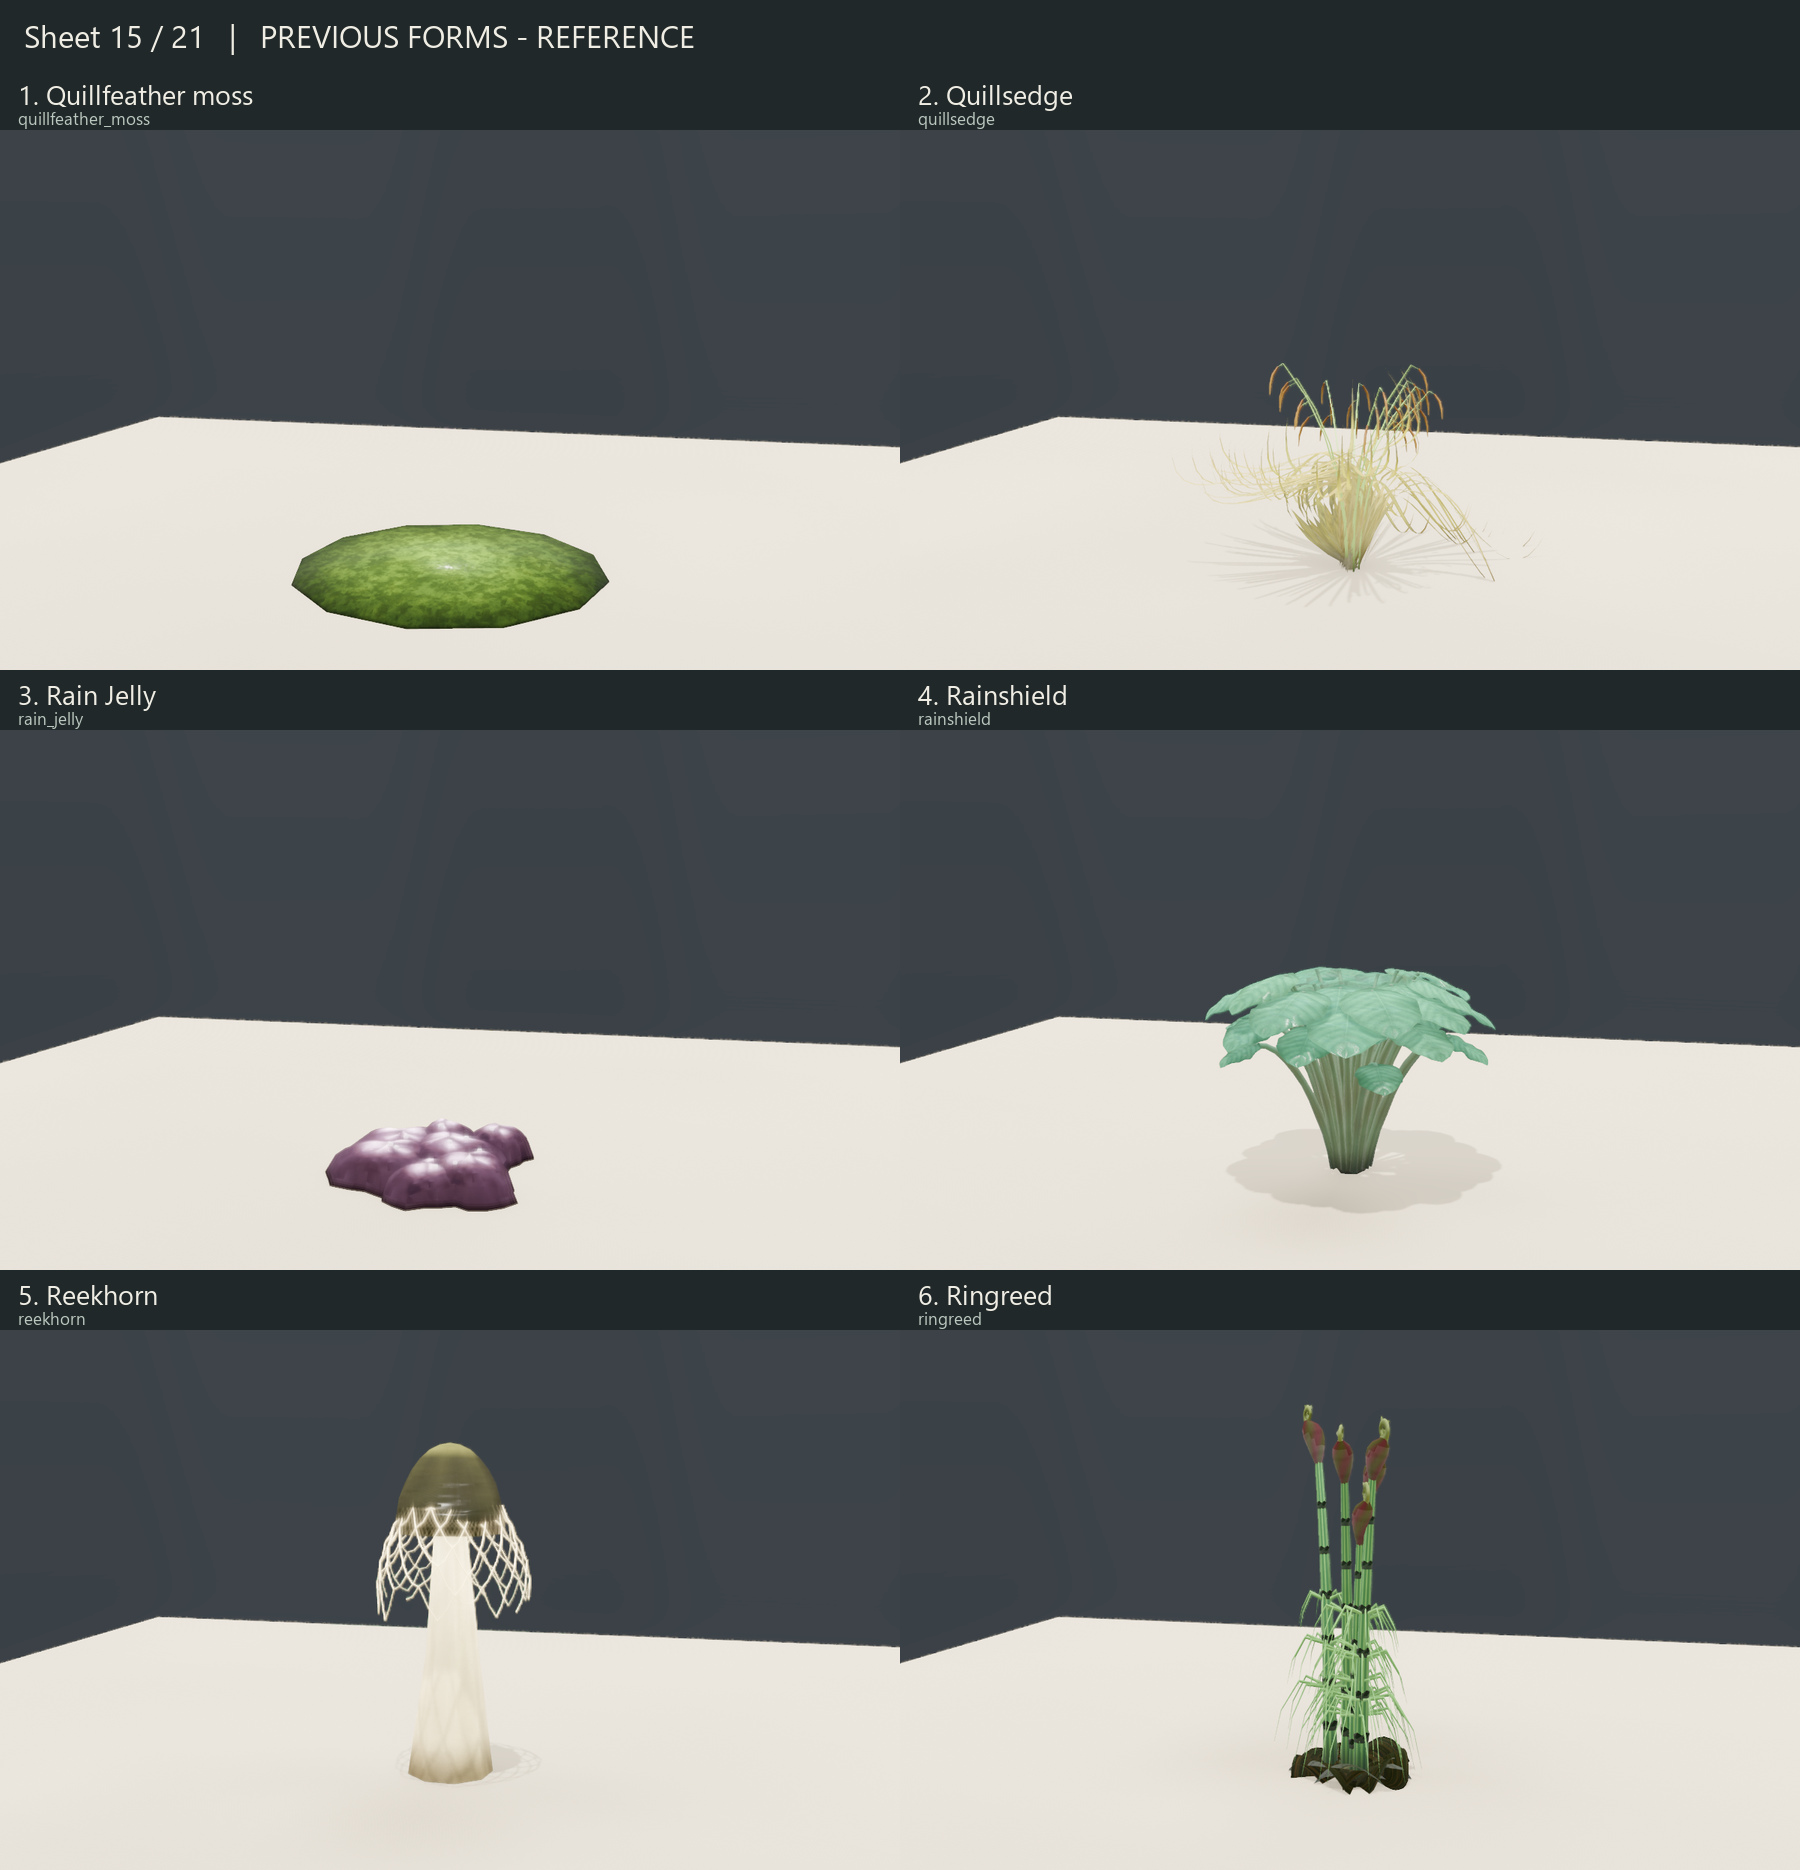 Sheet 15 / 21 | PREVIOUS FORMS - REFERENCE
1. Quillfeather moss
quillfeather_moss
2. Quillsedge
quillsedge
3. Rain Jelly
rain_jelly
4. Rainshield
rainshield
5. Reekhorn
reekhorn
6. Ringreed
ringreed